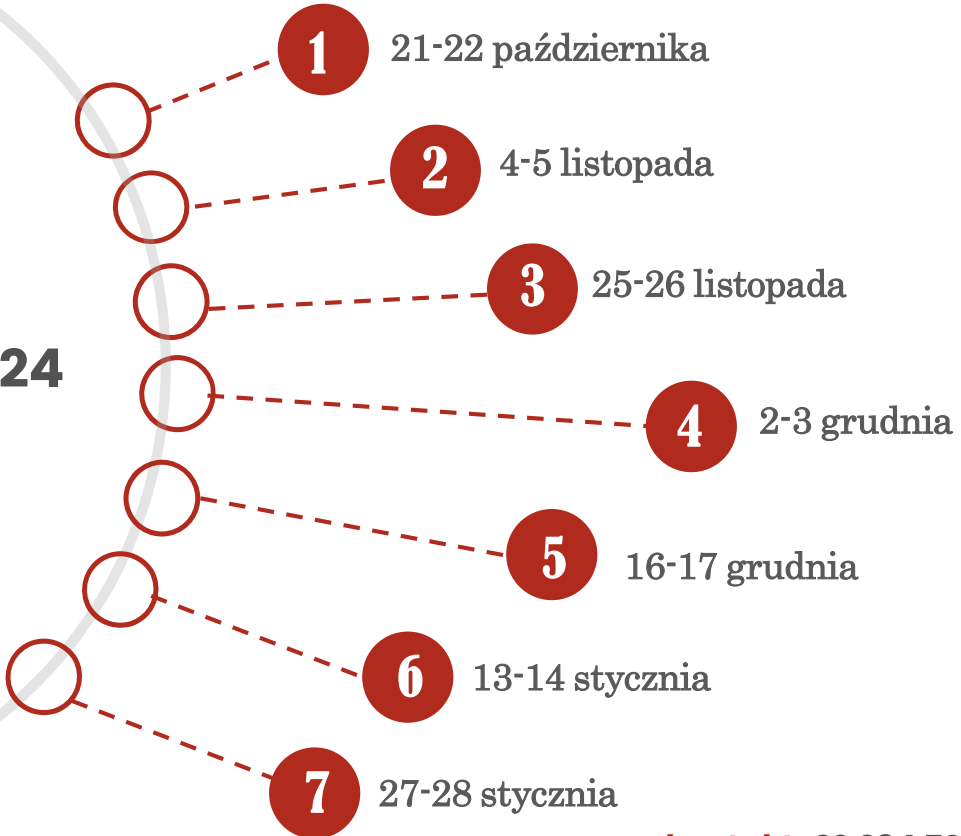 1 21-22 października
2 4-5 listopada
3 25-26 listopada
24
4 2-3 grudnia
5 16-17 grudnia
6 13-14 stycznia
7 27-28 stycznia